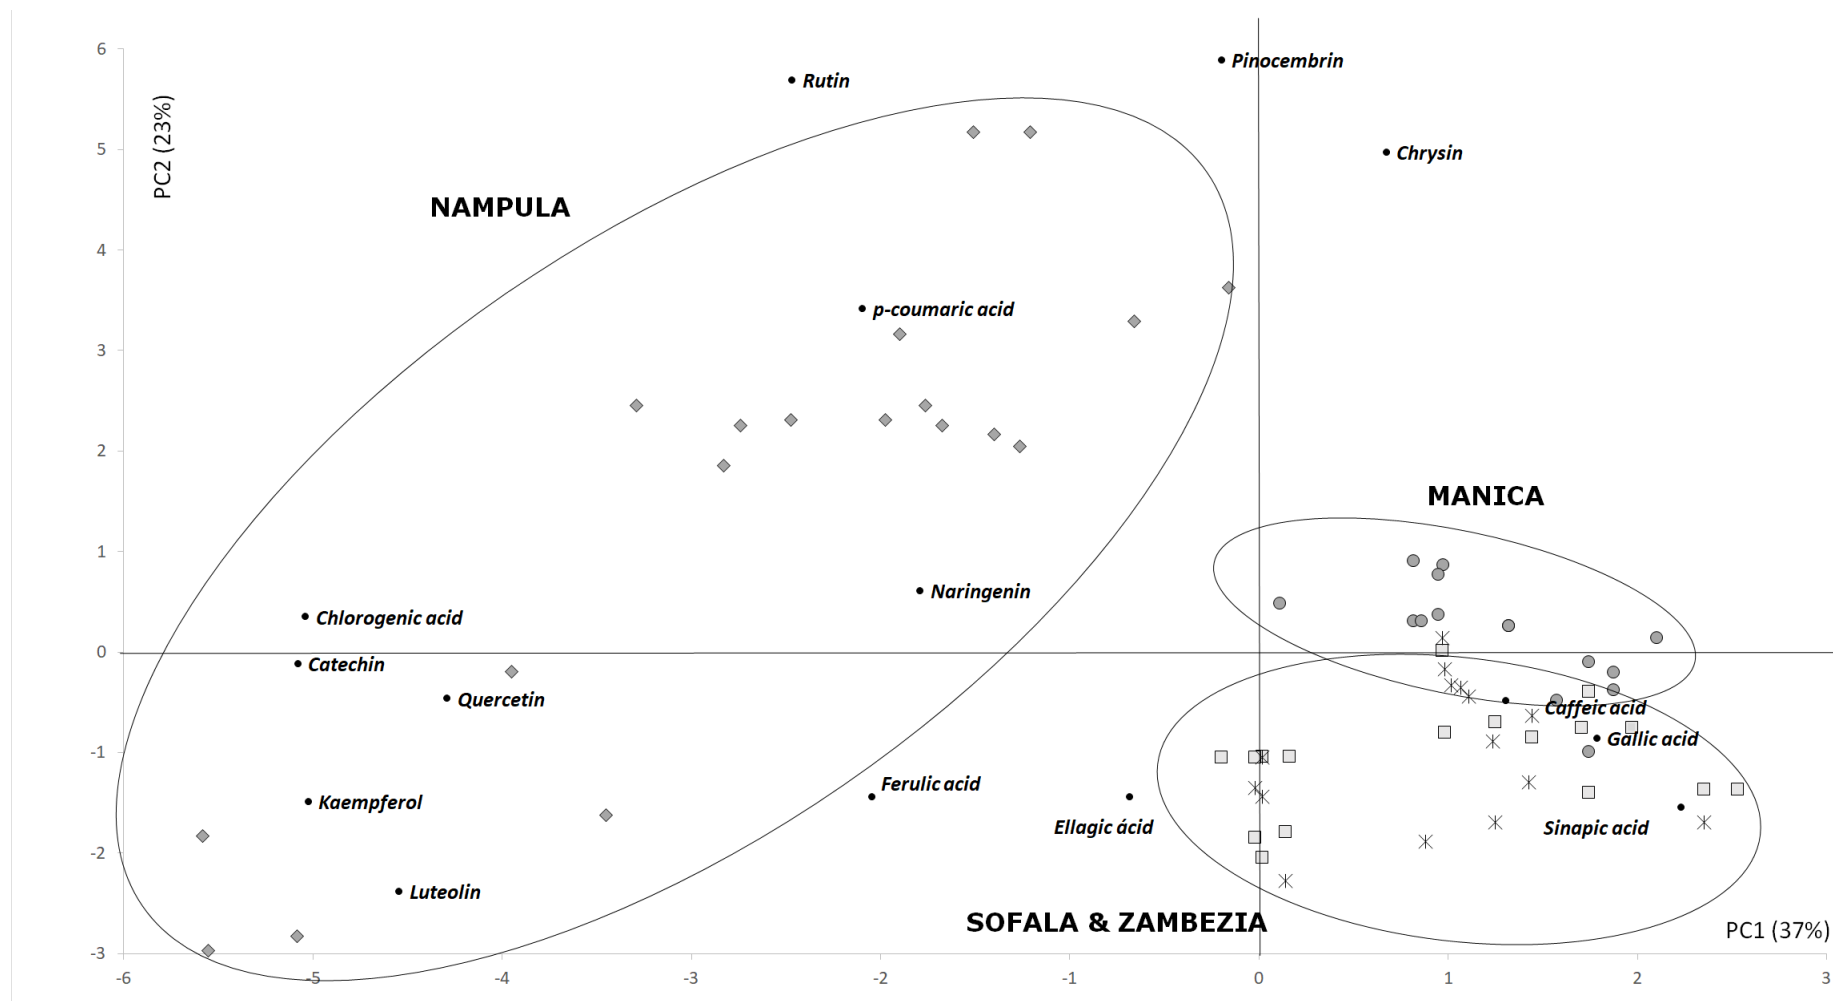 6
Rutin
Pinocembrin
PC2 (23%)
5
Chrysin
NAMPULA
4
p-coumaric acid
3
2
MANICA
1
Naringenin
Chlorogenic acid
0
Catechin
Quercetin
Caffeic acid
Gallic acid
-1
Ferulic acid
Kaempferol
Ellagic ácid
Sinapic acid
-2
Luteolin
SOFALA & ZAMBEZIA
PC1 (37%)
-3
-6 -5 -4 -3 -2 -1 0 1 2 3